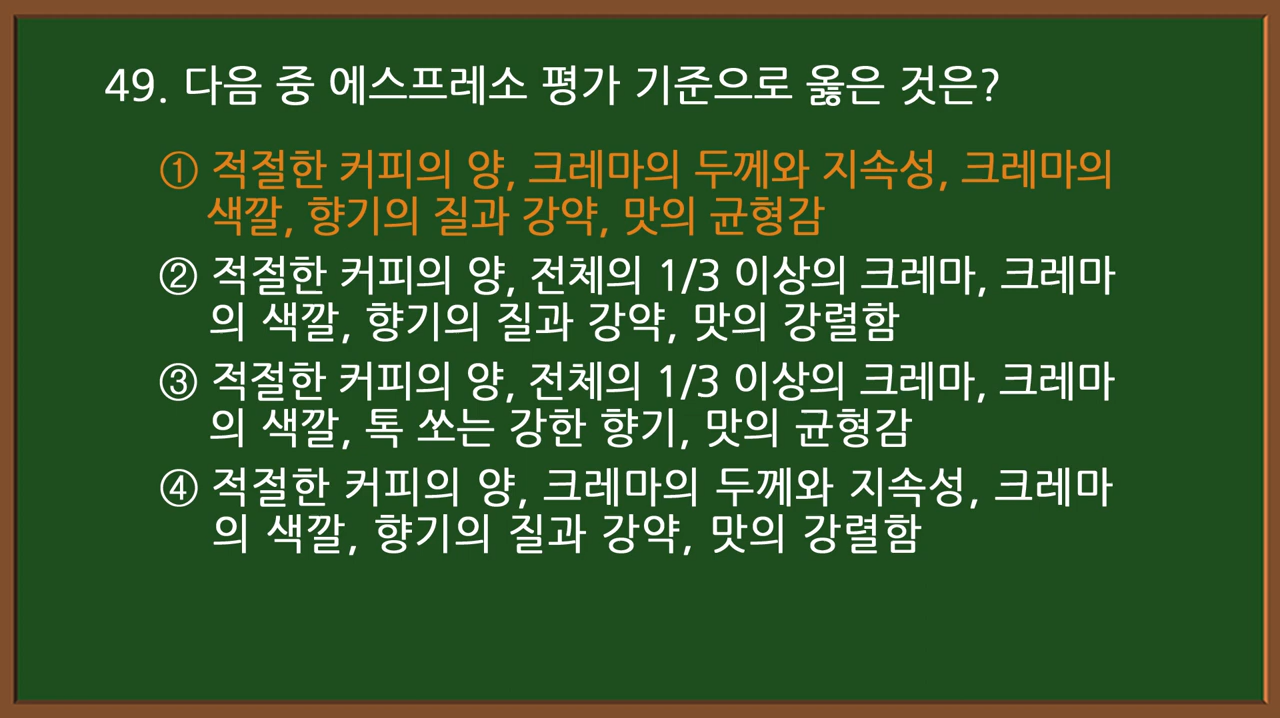 49. 다음 중 에스프레소 평가 기준으로 옳은 것은?
① 적절한 커피의 양, 크레마의 두께와 지속성, 크레마의
색깔, 향기의 질과 강약, 맛의 균형감
② 적절한 커피의 양, 전체의 1/3 이상의 크레마, 크레마
의 색깔, 향기의 질과 강약, 맛의 강렬함
③ 적절한 커피의 양, 전체의 1/3 이상의 크레마, 크레마
의 색깔, 톡 쏘는 강한 향기, 맛의 균형감
④ 적절한 커피의 양, 크레마의 두께와 지속성, 크레마
의 색깔, 향기의 질과 강약, 맛의 강렬함